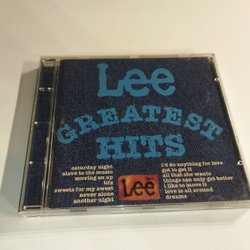 Lee
GREATEST
HITS
saturday night
slave to the music
moving on up
life
sweets for my sweet
never alone
another night
Lee
i'd do anything for love
got to get it
all that she wants
things can only get better
i like to move it
love is all around
dreams